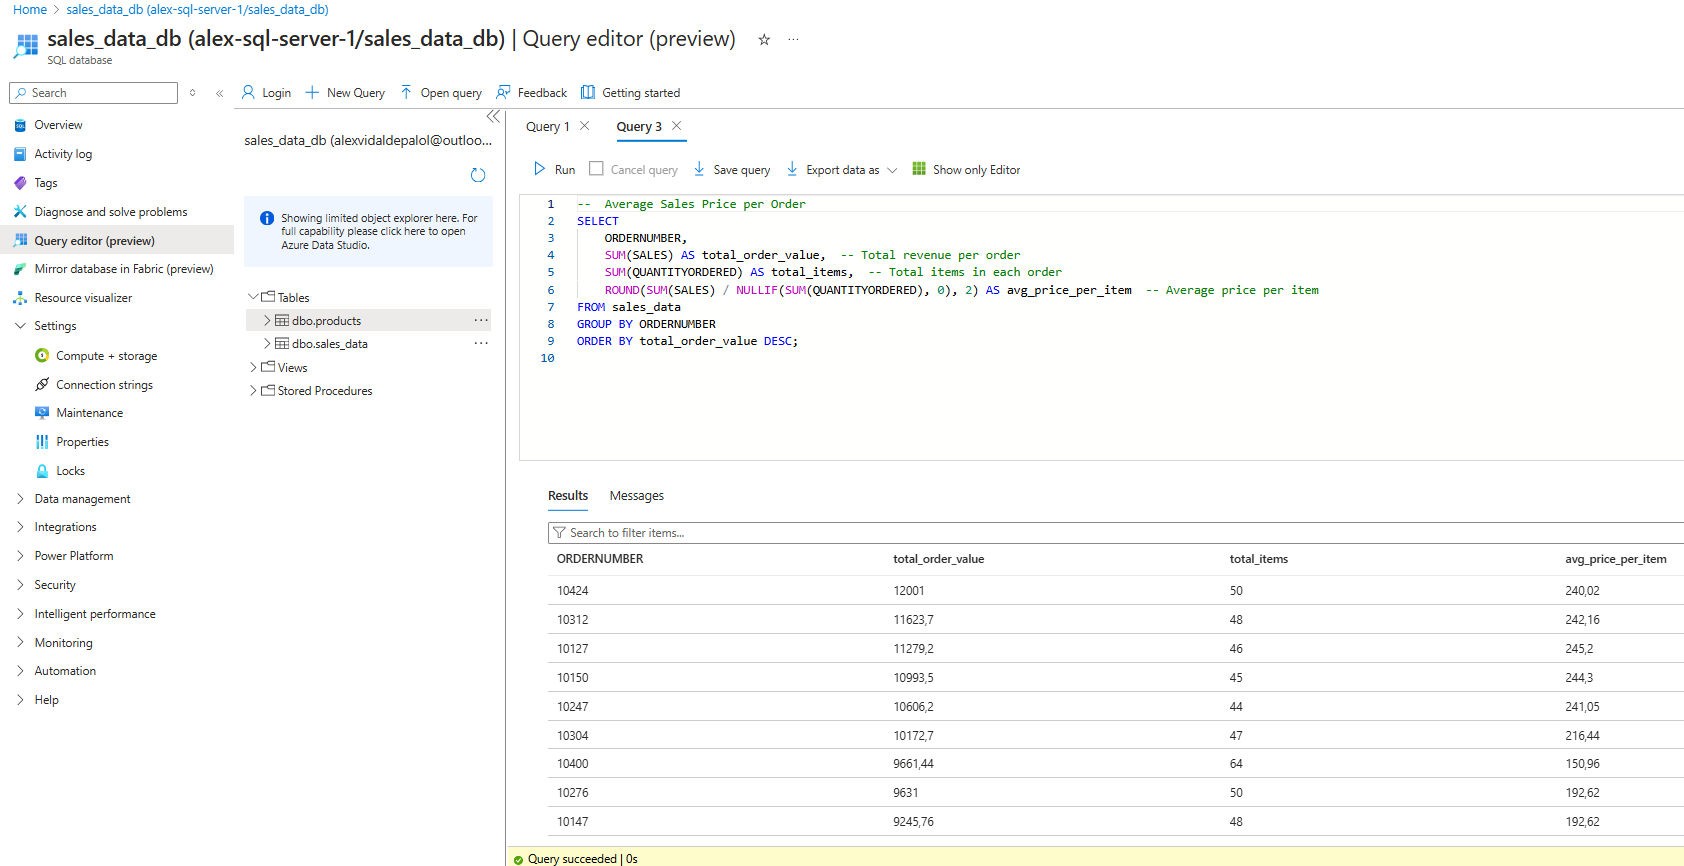 Home > sales_data_db (alex-sql-server-1/sales_data_db)
sales_data_db (alex-sql-server-1/sales_data_db) | Query editor (preview)
SQL database
Search
Overview
Activity log
Tags
Diagnose and solve problems
Query editor (preview)
Mirror database in Fabric (preview)
Resource visualizer
Settings
Compute + storage
Connection strings
Maintenance
Properties
Locks
Data management
Integrations
Power Platform
Security
Intelligent performance
Monitoring
Automation
Help
Login New Query Open query Feedback Getting started
sales_data_db (alexvidaldepalol@outloo...
Showing limited object explorer here. For
full capability please click here to open
Azure Data Studio.
Tables
dbo.products
dbo.sales_data
Views
Stored Procedures
Query 1 Query 3
Run Cancel query Save query Export data as Show only Editor
1 -- Average Sales Price per Order
2 SELECT
3 ORDERNUMBER,
4 SUM(SALES) AS total_order_value, -- Total revenue per order
5 SUM(QUANTITYORDERED) AS total_items, -- Total items in each order
6 ROUND(SUM(SALES) / NULLIF(SUM(QUANTITYORDERED), 0), 2) AS avg_price_per_item -- Average price per item
7 FROM sales_data
8 GROUP BY ORDERNUMBER
9 ORDER BY total_order_value DESC;
10
Results Messages
Search to filter items...
ORDERNUMBER total_order_value total_items avg_price_per_item
10424 12001 50 240,02
10312 11623,7 48 242,16
10127 11279,2 46 245,2
10150 10993,5 45 244,3
10247 10606,2 44 241,05
10304 10172,7 47 216,44
10400 9661,44 64 150,96
10276 9631 50 192,62
10147 9245,76 48 192,62
Query succeeded | 0s